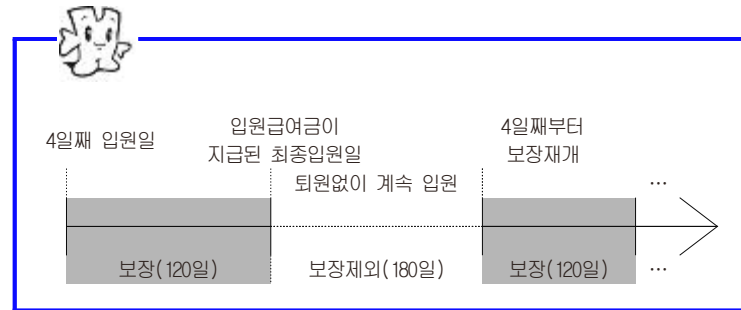 4일째 입원일
입원급여금이
지급된 최종입원일
4일째부터
보장재개
퇴원없이 계속 입원
…
보장(120일)
보장제외(180일)
보장(120일)
…